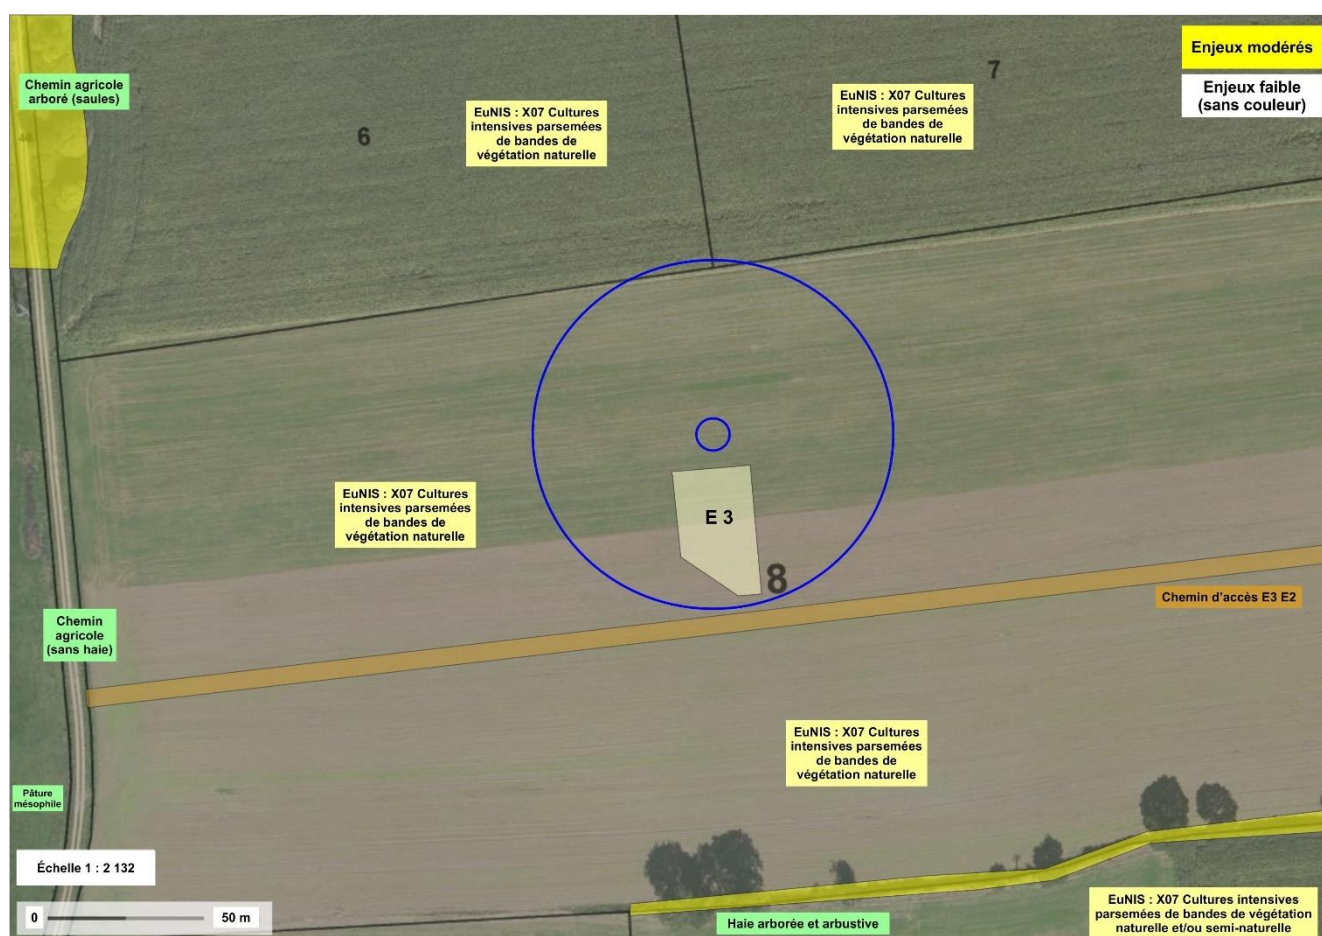 Enjeux modérés
Enjeux faible
(sans couleur)
7
Chemin agricole
arboré (saules)
EuNIS : X07 Cultures
intensives parsemées
de bandes de
végétation naturelle
EuNIS : X07 Cultures
intensives parsemées
de bandes de
végétation naturelle
6
EuNIS : X07 Cultures
intensives parsemées
de bandes de
végétation naturelle
E 3
8
Chemin d'accès E3 E2
Chemin
agricole
(sans haie)
EuNIS : X07 Cultures
intensives parsemées
de bandes de
végétation naturelle
Pâture
mésophile
Échelle 1 : 2 132
0 50 m
Haie arborée et arbustive
EuNIS : X07 Cultures intensives
parsemées de bandes de végétation
naturelle et/ou semi-naturelle